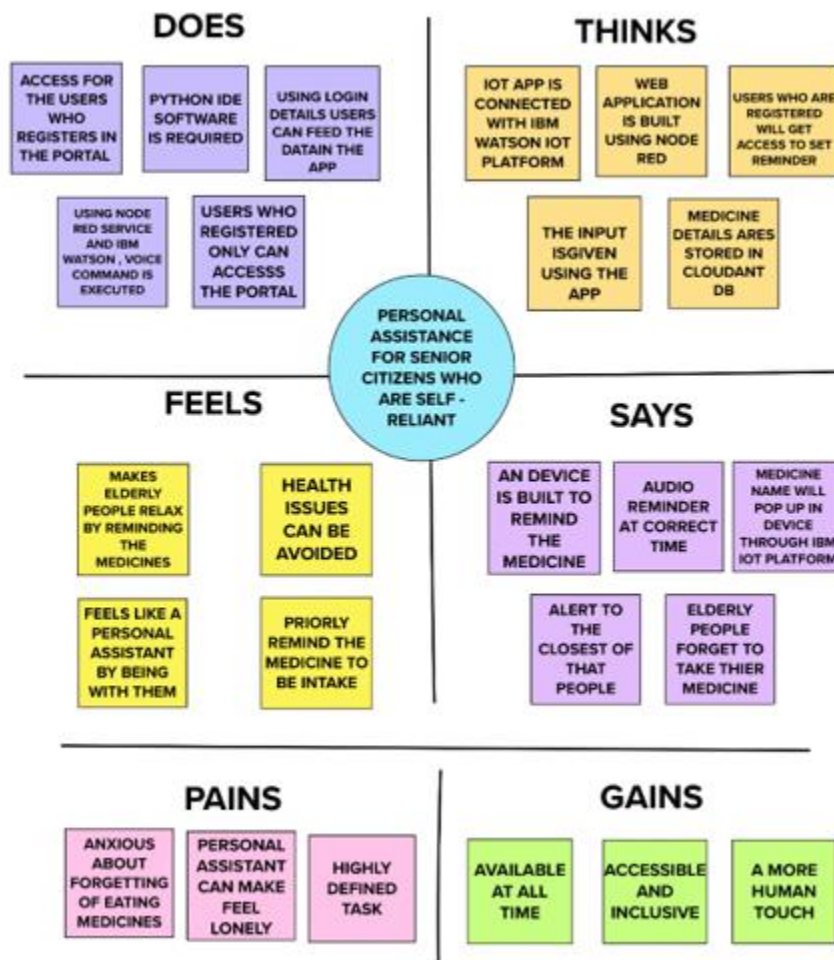 DOES
ACCESS FOR
THE USERS
WHO
REGISTERS IN
THE PORTAL
PYTHON IDE
SOFTWARE
IS REQUIRED
USING LOGIN
DETAILS USERS
CAN FEED THE
DATAIN THE
APP
USING NODE
RED SERVICE
AND IBM
WATSON , VOICE
COMMAND IS
EXECUTED
USERS WHO
REGISTERED
ONLY CAN
ACCESSS
THE PORTAL
THINKS
IOT APP IS
CONNECTED
WITH IBM
WATSON IOT
PLATFORM
WEB
APPLICATION
IS BUILT
USING NODE
RED
USERS WHO ARE
REGISTERED
WILL GET
ACCESS TO SET
REMINDER
THE INPUT
ISGIVEN
USING THE
APP
MEDICINE
DETAILS ARES
STORED IN
CLOUDANT
DB
PERSONAL
ASSISTANCE
FOR SENIOR
CITIZENS WHO
ARE SELF -
RELIANT
FEELS
MAKES
ELDERLY
PEOPLE RELAX
BY REMINDING
THE
MEDICINES
HEALTH
ISSUES
CAN BE
AVOIDED
FEELS LIKE A
PERSONAL
ASSISTANT
BY BEING
WITH THEM
PRIORLY
REMIND THE
MEDICINE TO
BE INTAKE
SAYS
AN DEVICE
IS BUILT TO
REMIND
THE
MEDICINE
AUDIO
REMINDER
AT CORRECT
TIME
MEDICINE
NAME WILL
POP UP IN
DEVICE
THROUGH IBM
IOT PLATFORM
ALERT TO
THE
CLOSEST OF
THAT
PEOPLE
ELDERLY
PEOPLE
FORGET TO
TAKE THIER
MEDICINE
PAINS
ANXIOUS
ABOUT
FORGETTING
OF EATING
MEDICINES
PERSONAL
ASSISTANT
CAN MAKE
FEEL
LONELY
HIGHLY
DEFINED
TASK
GAINS
AVAILABLE
AT ALL
TIME
ACCESSIBLE
AND
INCLUSIVE
A MORE
HUMAN
TOUCH